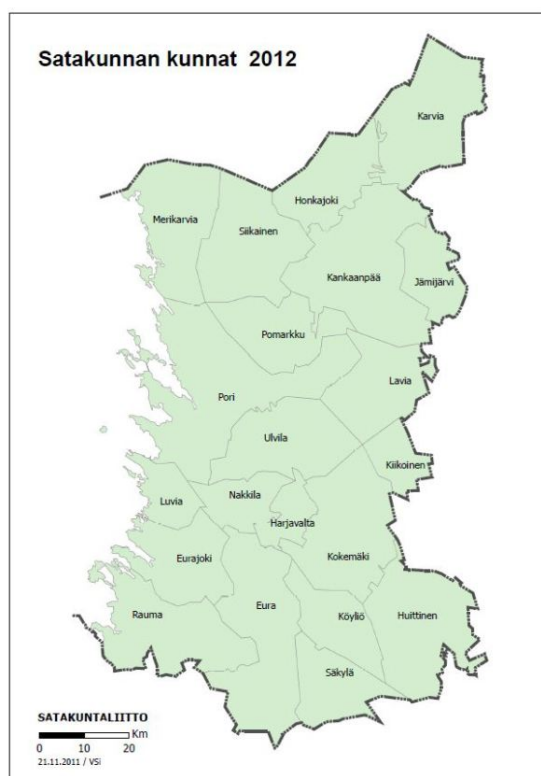 Satakunnan kunnat 2012
Karvia
Honkajoki
Merikarvia
Siikainen
Kankaanpää
Jämijärvi
Pomarkku
Lavia
Pori
Ulvila
Kiikoinen
Nakkila
Luvia
Harjavalta
Eurajoki
Kokemäki
Eura
Rauma
Köyliö
Huittinen
Säkylä
SATAKUNTALIITTO
Km
0 10 20
21.11.2011 / VSi